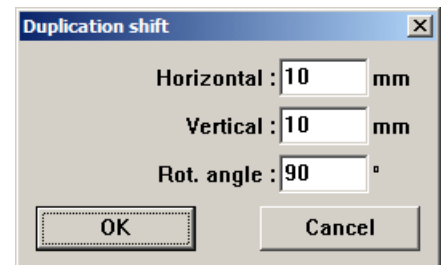 Duplication shift
Horizontal : 10 mm
Vertical : 10 mm
Rot. angle : 90 °
OK Cancel